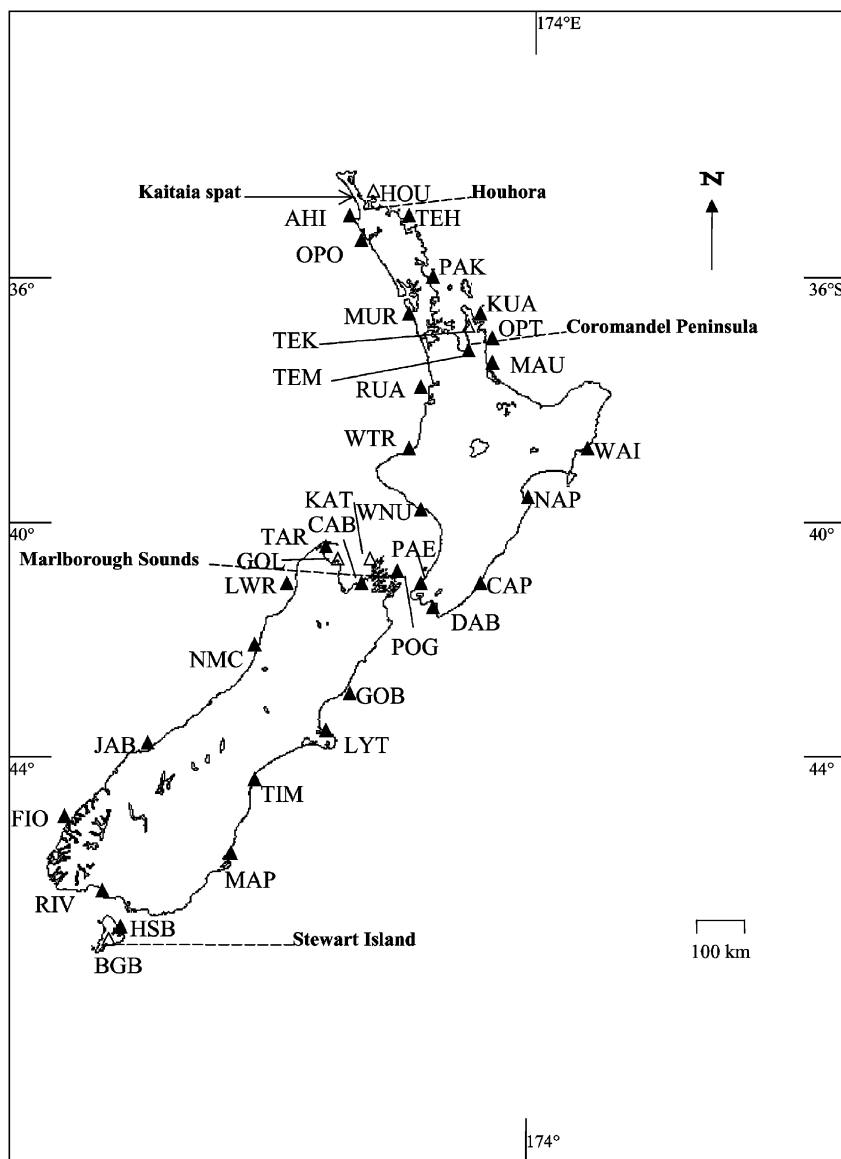 174°E
Kaitaia spat
HOU
Houhora
N
AHI
TEH
OPO
PAK
36°
36°S
MUR
KUA
TEK
OPT
Coromandel Peninsula
TEM
MAU
RUA
WTR
WAI
KAT
NAP
CAB
WNU
40°
40°
TAR
PAE
Marlborough Sounds
GOL
LWR
CAP
DAB
POG
NMC
GOB
JAB
LYT
44°
44°
TIM
FIO
MAP
RIV
HSB
Stewart Island
BGB
100 km
174°